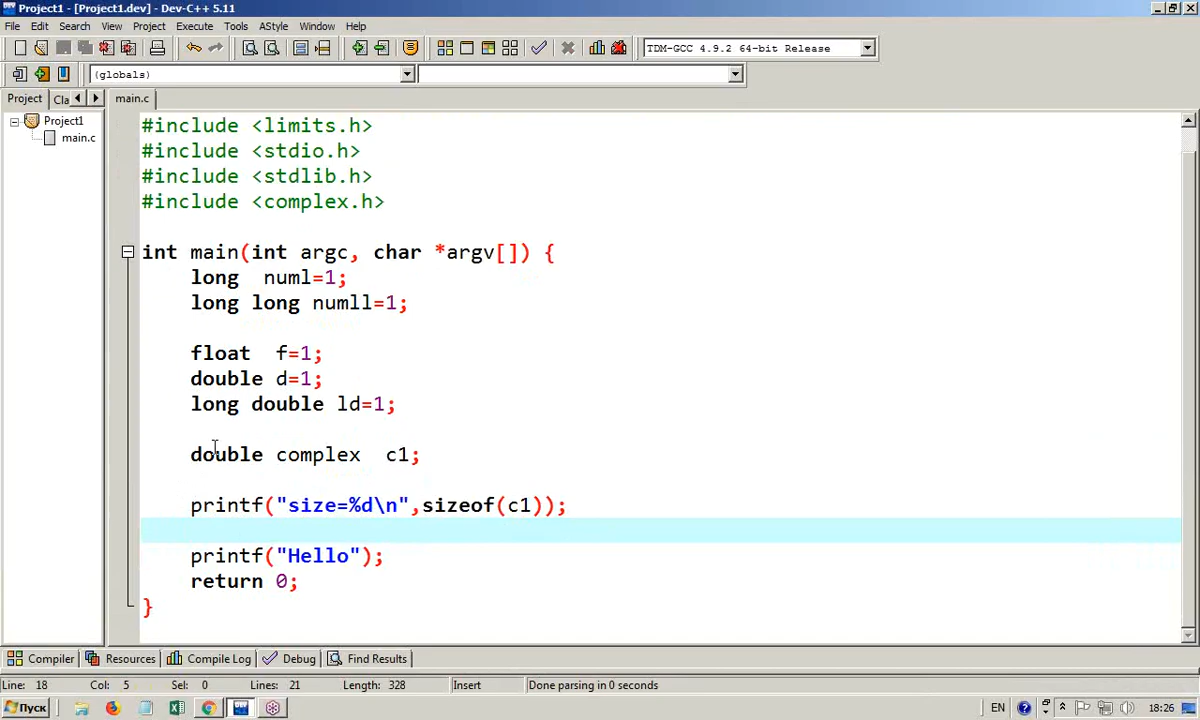 Project1 - [Project1.dev] - Dev-C++ 5.11
File Edit Search View Project Execute Tools AStyle Window Help
TDM-GCC 4.9.2 64-bit Release
(globals)
Project Cla main.c
Project1
main.c
#include <limits.h>
#include <stdio.h>
#include <stdlib.h>
#include <complex.h>
int main(int argc, char *argv[]) {
long  numl=1;
long long numll=1;
float  f=1;
double d=1;
long double ld=1;
double complex  c1;
printf("size=%d\n",sizeof(c1));
printf("Hello");
return 0;
}
Compiler Resources Compile Log Debug Find Results
Line: 18 Col: 5 Sel: 0 Lines: 21 Length: 328 Insert Done parsing in 0 seconds
Пуск EN 18:26